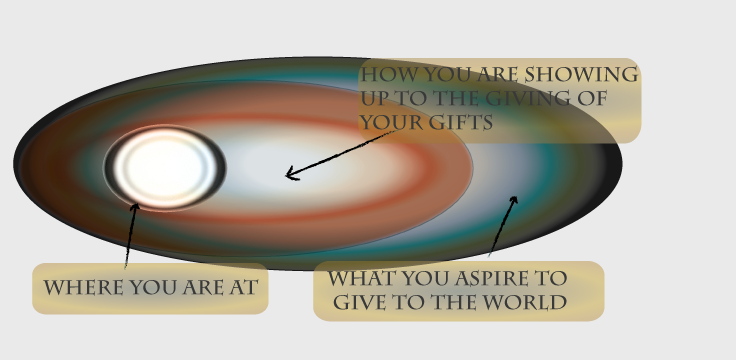 HOW YOU ARE SHOWING
UP TO THE GIVING OF
YOUR GIFTS
WHERE YOU ARE AT
WHAT YOU ASPIRE TO
GIVE TO THE WORLD